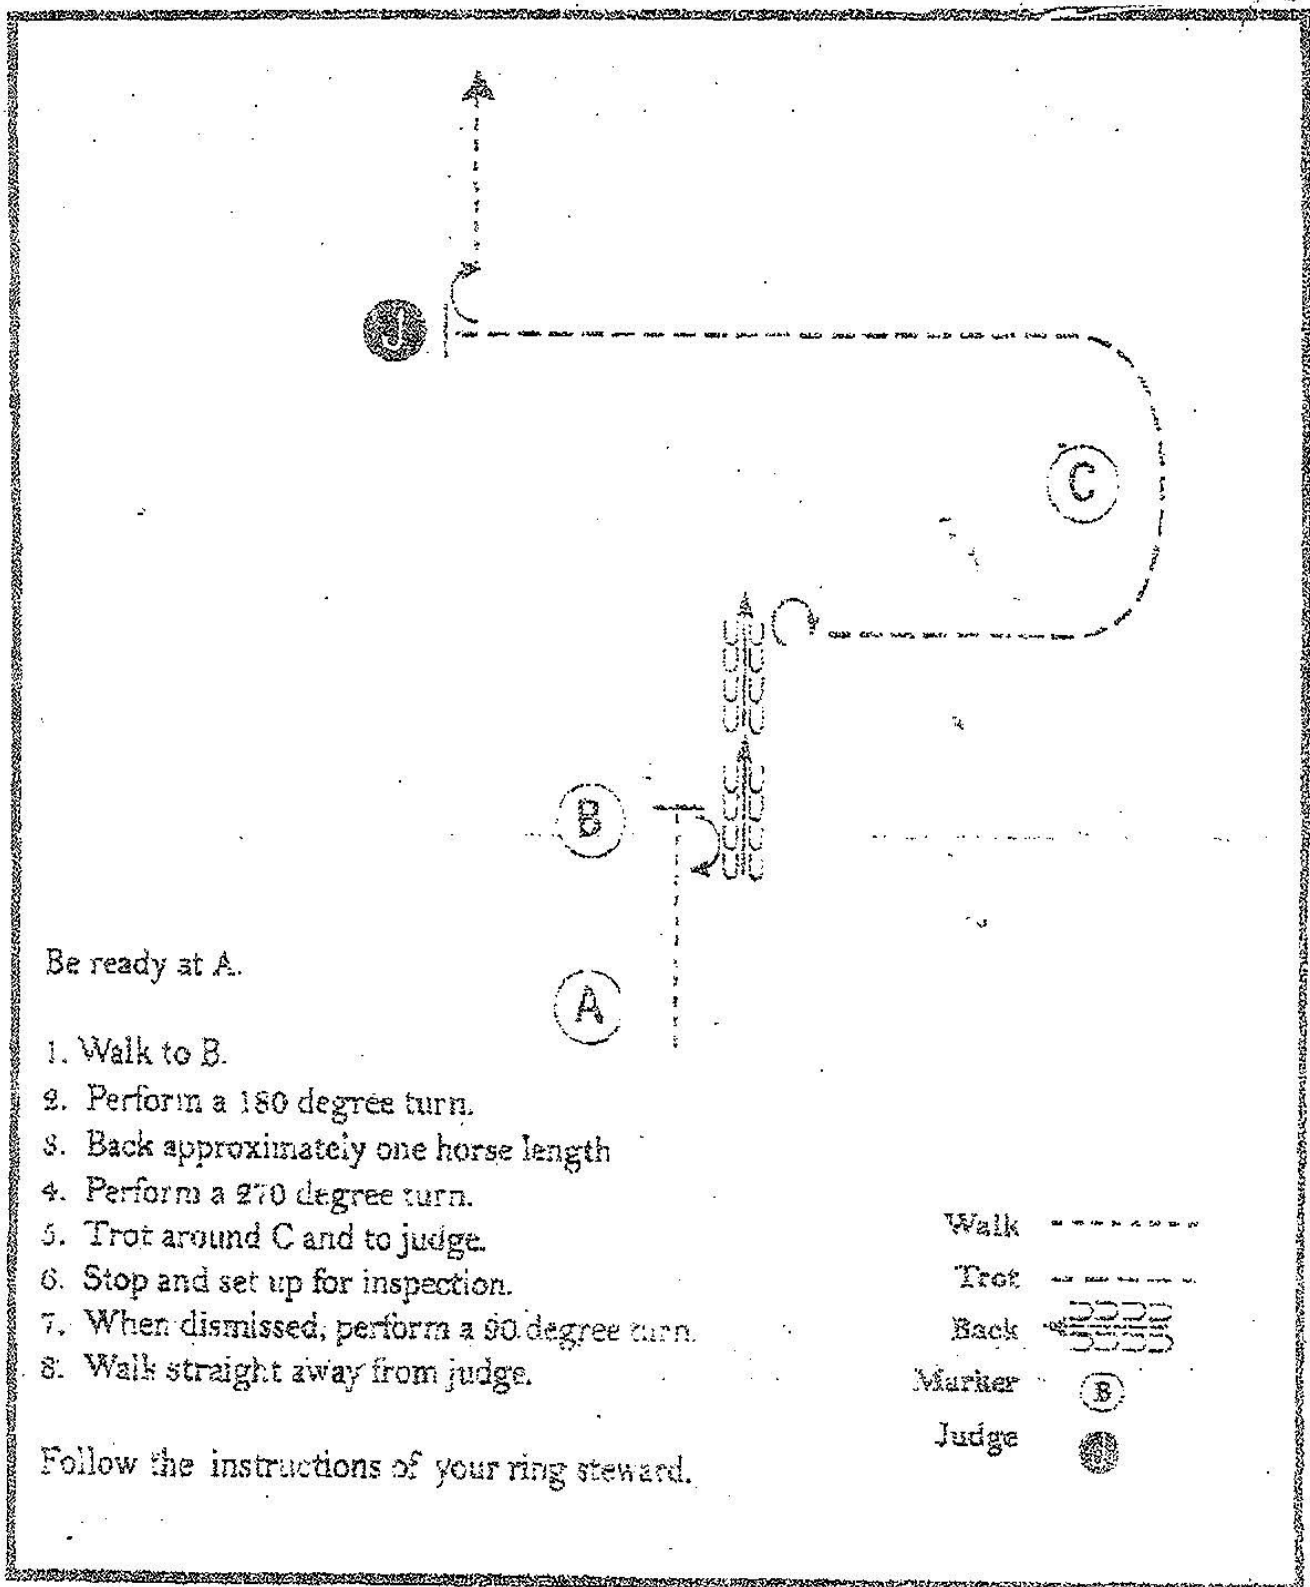 J
C
B
Be ready at A.
A
1. Walk to B.
2. Perform a 180 degree turn.
3. Back approximately one horse length
4. Perform a 270 degree turn.
5. Trot around C and to judge.
6. Stop and set up for inspection.
7. When dismissed, perform a 90 degree turn.
8. Walk straight away from judge.
Walk
Trot
Back
Marker B
Judge
Follow the instructions of your ring steward.